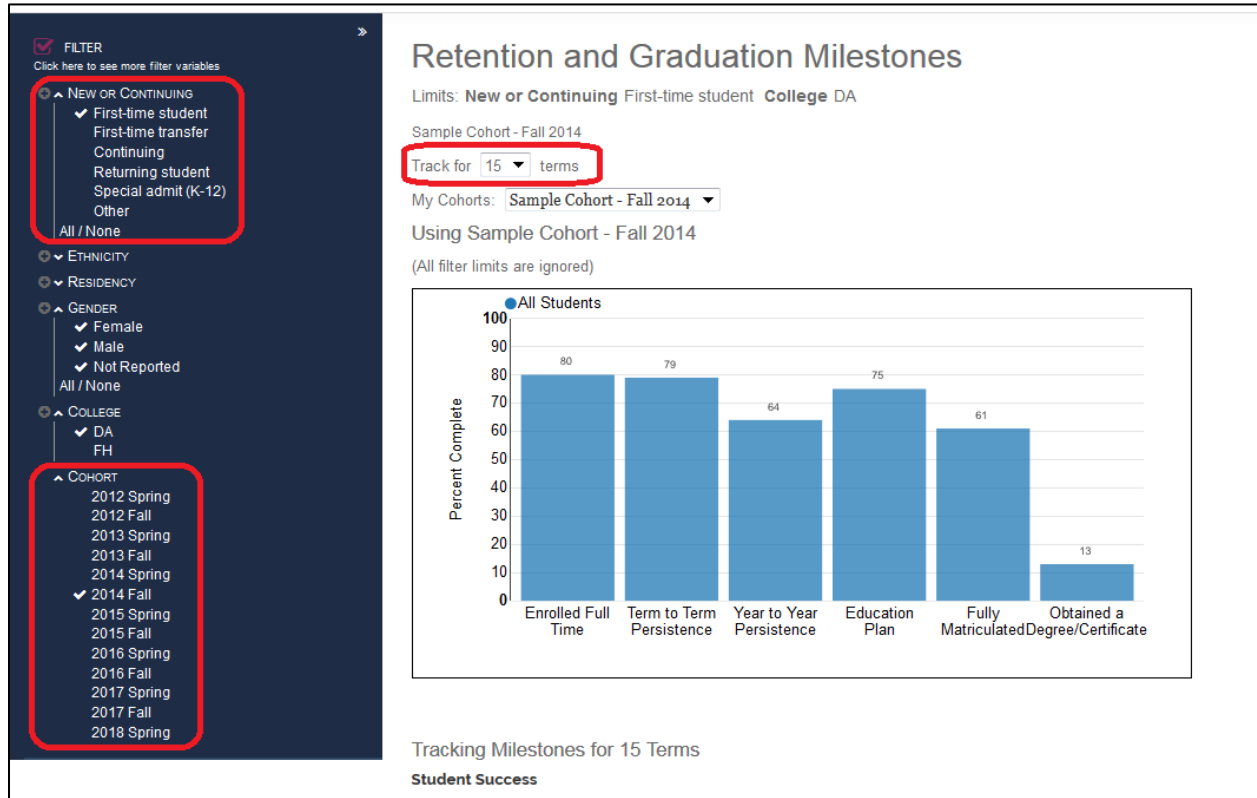 »
FILTER
Click here to see more filter variables
NEW OR CONTINUING
First-time student
First-time transfer
Continuing
Returning student
Special admit (K-12)
Other
All / None
ETHNICITY
RESIDENCY
GENDER
Female
Male
Not Reported
All / None
COLLEGE
DA
FH
COHORT
2012 Spring
2012 Fall
2013 Spring
2013 Fall
2014 Spring
2014 Fall
2015 Spring
2015 Fall
2016 Spring
2016 Fall
2017 Spring
2017 Fall
2018 Spring
Retention and Graduation Milestones
Limits: New or Continuing First-time student College DA
Sample Cohort - Fall 2014
Track for 15 terms
My Cohorts: Sample Cohort - Fall 2014
Using Sample Cohort - Fall 2014
(All filter limits are ignored)
All Students
Percent Complete
100
90
80
70
60
50
40
30
20
10
0
80
79
64
75
61
13
Enrolled Full
Time
Term to Term
Persistence
Year to Year
Persistence
Education
Plan
Fully
Matriculated
Obtained a
Degree/Certificate
Tracking Milestones for 15 Terms
Student Success